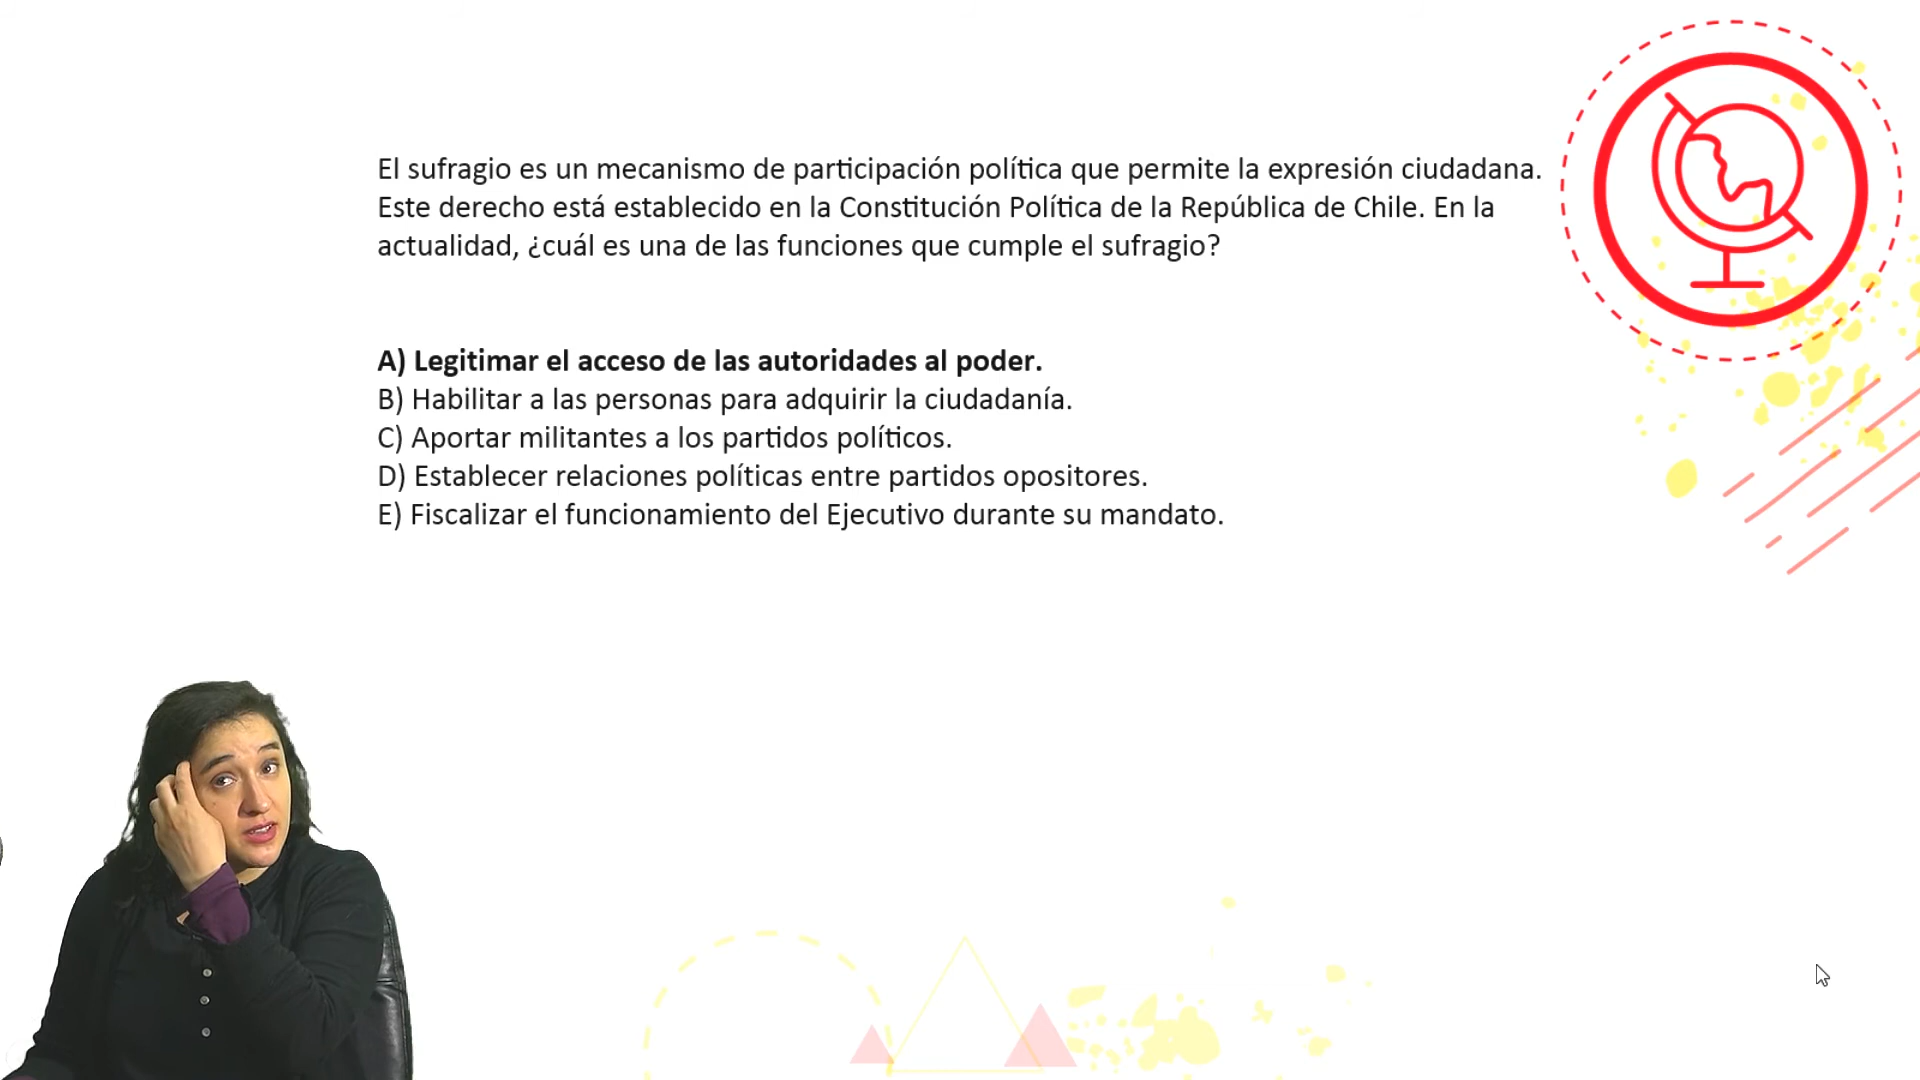 El sufragio es un mecanismo de participación política que permite la expresión ciudadana.
Este derecho está establecido en la Constitución Política de la República de Chile. En la
actualidad, ¿cuál es una de las funciones que cumple el sufragio?
A) Legitimar el acceso de las autoridades al poder.
B) Habilitar a las personas para adquirir la ciudadanía.
C) Aportar militantes a los partidos políticos.
D) Establecer relaciones políticas entre partidos opositores.
E) Fiscalizar el funcionamiento del Ejecutivo durante su mandato.